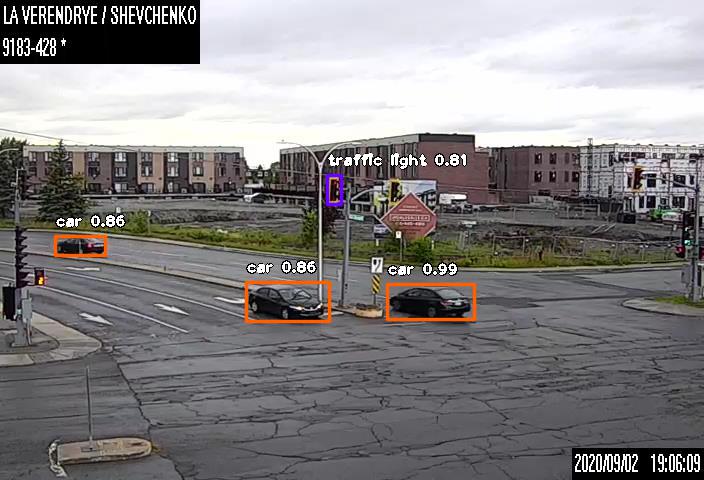 LA VERENDRYE / SHEVCHENKO
9183-428 *
traffic light 0.81
car 0.86
car 0.86
car 0.99
2020/09/02 19:06:09